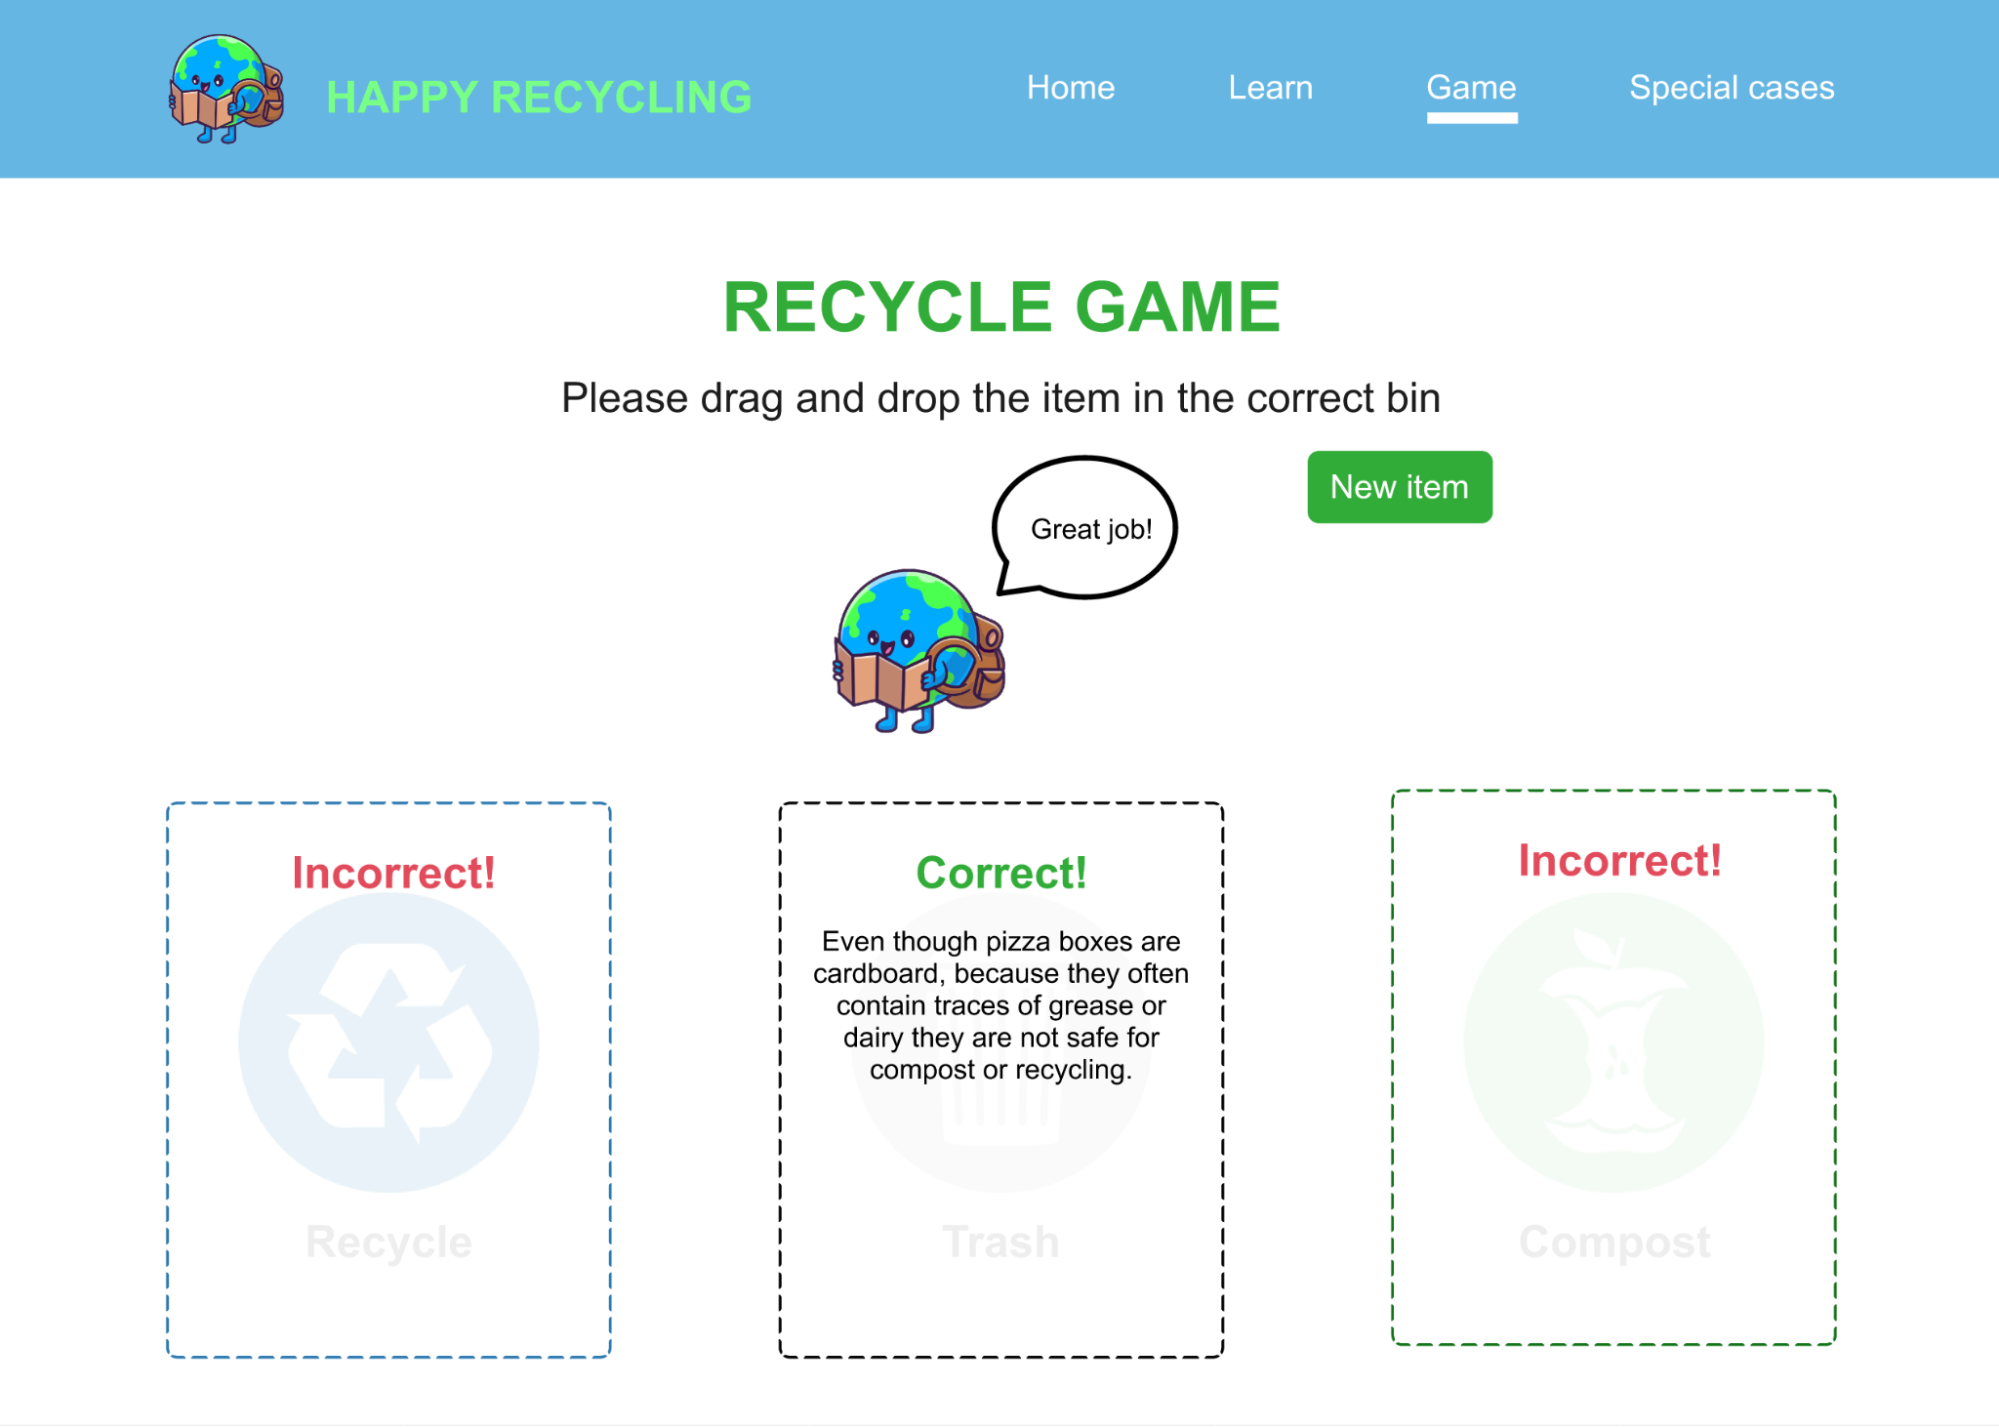 HAPPY RECYCLING
Home
Learn
Game
Special cases
RECYCLE GAME
Please drag and drop the item in the correct bin
New item
Great job!
Incorrect!
Recycle
Correct!
Even though pizza boxes are
cardboard, because they often
contain traces of grease or
dairy they are not safe for
compost or recycling.
Trash
Incorrect!
Compost